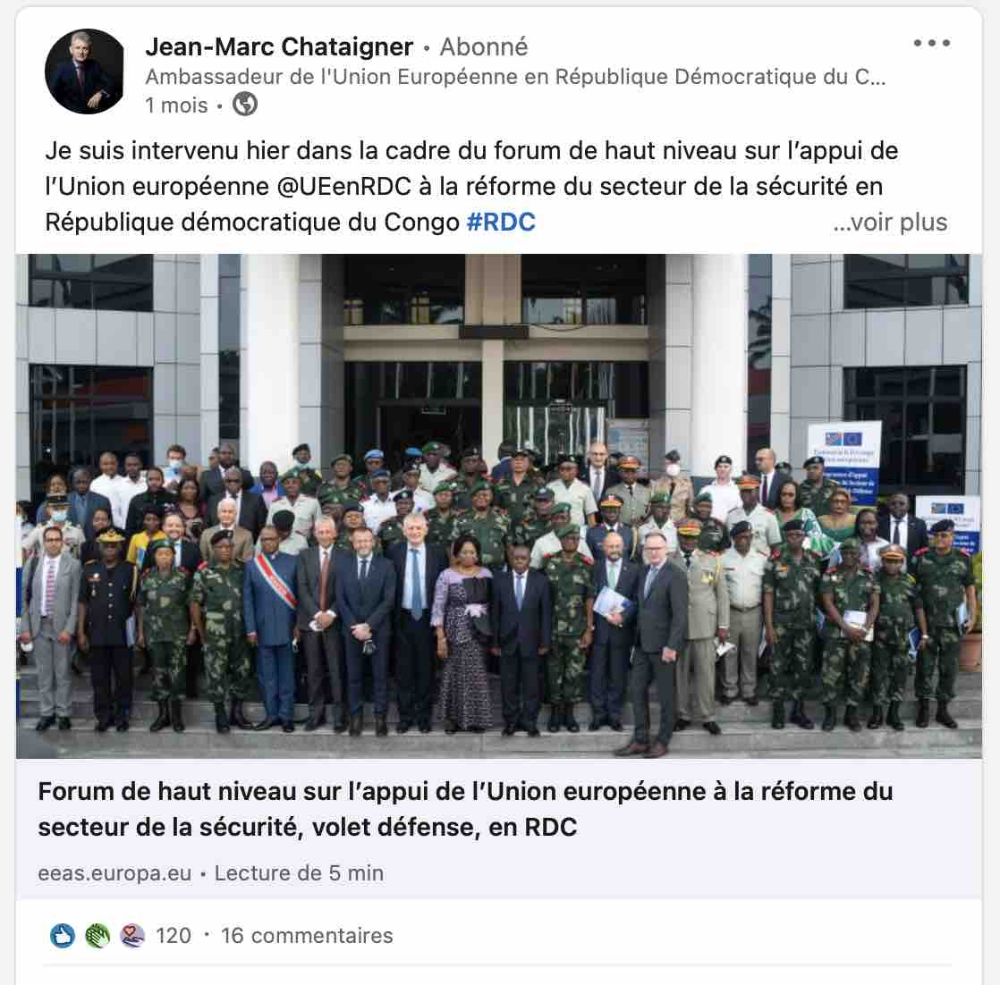 Jean-Marc Chataigner • Abonné
Ambassadeur de l'Union Européenne en République Démocratique du C...
1 mois •
Je suis intervenu hier dans la cadre du forum de haut niveau sur l’appui de
l’Union européenne @UEenRDC à la réforme du secteur de la sécurité en
République démocratique du Congo #RDC ...voir plus
Forum de haut niveau sur l’appui de l’Union européenne à la réforme du
secteur de la sécurité, volet défense, en RDC
eeas.europa.eu • Lecture de 5 min
120 · 16 commentaires